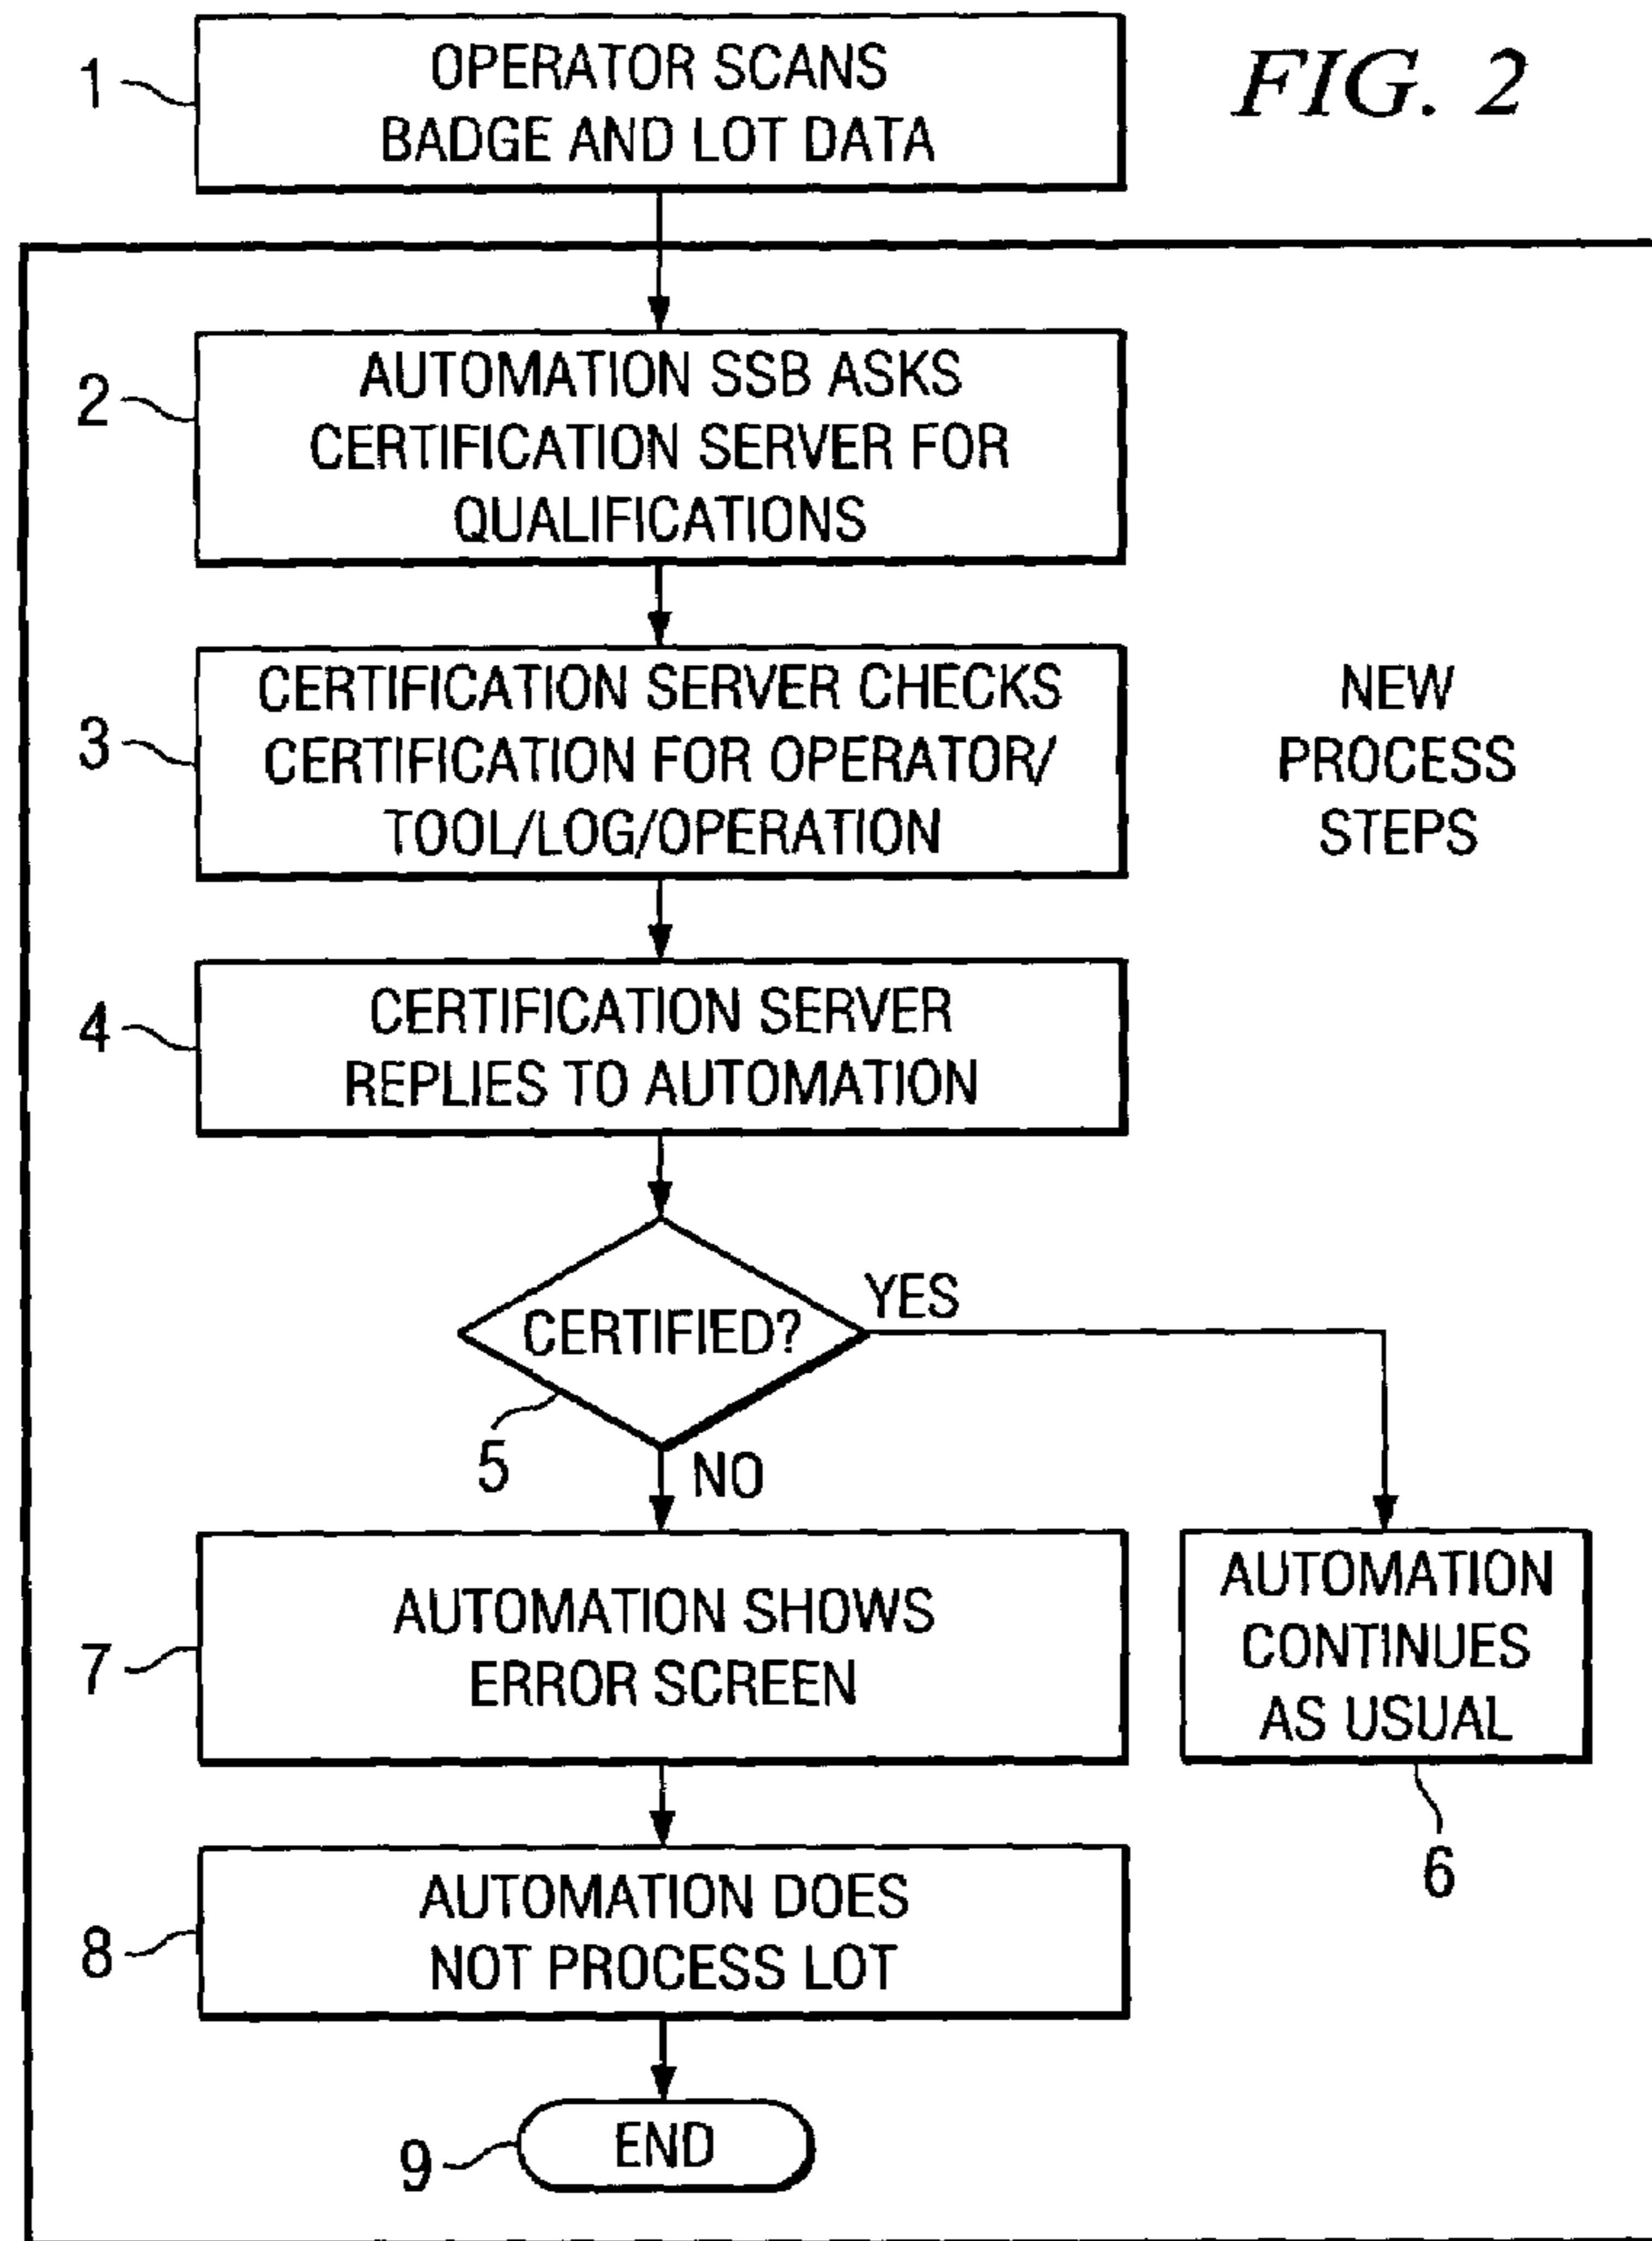 FIG. 2
1
OPERATOR SCANS
BADGE AND LOT DATA
2
AUTOMATION SSB ASKS
CERTIFICATION SERVER FOR
QUALIFICATIONS
3
CERTIFICATION SERVER CHECKS
CERTIFICATION FOR OPERATOR/
TOOL/LOG/OPERATION
NEW
PROCESS
STEPS
4
CERTIFICATION SERVER
REPLIES TO AUTOMATION
CERTIFIED?
YES
5
NO
7
AUTOMATION SHOWS
ERROR SCREEN
AUTOMATION
CONTINUES
AS USUAL
6
8
AUTOMATION DOES
NOT PROCESS LOT
9
END